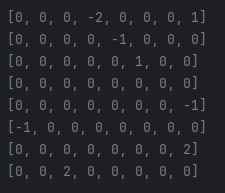 [0, 0, 0, -2, 0, 0, 0, 1]
[0, 0, 0, 0, -1, 0, 0, 0]
[0, 0, 0, 0, 0, 1, 0, 0]
[0, 0, 0, 0, 0, 0, 0, 0]
[0, 0, 0, 0, 0, 0, 0, -1]
[-1, 0, 0, 0, 0, 0, 0, 0]
[0, 0, 0, 0, 0, 0, 0, 2]
[0, 0, 2, 0, 0, 0, 0, 0]